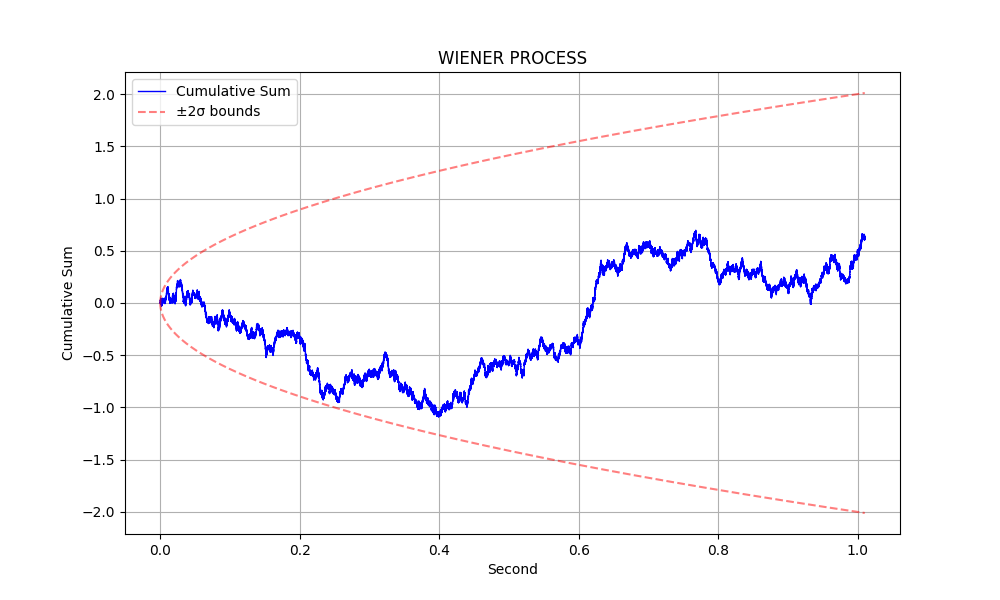 WIENER PROCESS
Cumulative Sum
±2σ bounds
2.0
1.5
1.0
0.5
0.0
−0.5
−1.0
−1.5
−2.0
Cumulative Sum
0.0 0.2 0.4 0.6 0.8 1.0
Second